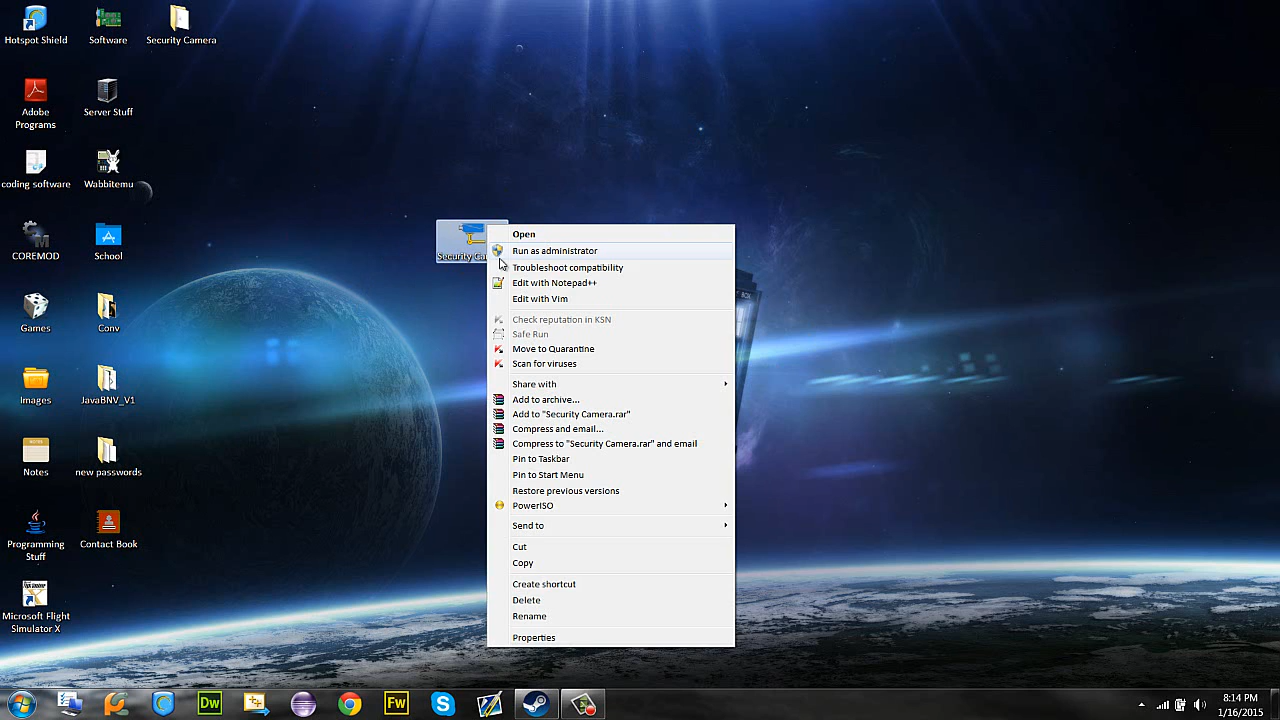 Hotspot Shield
Software
Security Camera
Adobe
Programs
Server Stuff
coding software
Wabbitemu
COREMOD
School
Games
Conv
Images
JavaBNV_V1
Notes
new passwords
Programming
Stuff
Contact Book
Microsoft Flight
Simulator X
Security Ca
Open
Run as administrator
Troubleshoot compatibility
Edit with Notepad++
Edit with Vim
Check reputation in KSN
Safe Run
Move to Quarantine
Scan for viruses
Share with
Add to archive...
Add to "Security Camera.rar"
Compress and email...
Compress to "Security Camera.rar" and email
Pin to Taskbar
Pin to Start Menu
Restore previous versions
PowerISO
Send to
Cut
Copy
Create shortcut
Delete
Rename
Properties
BOX
Dw
Fw
8:14 PM
1/16/2015